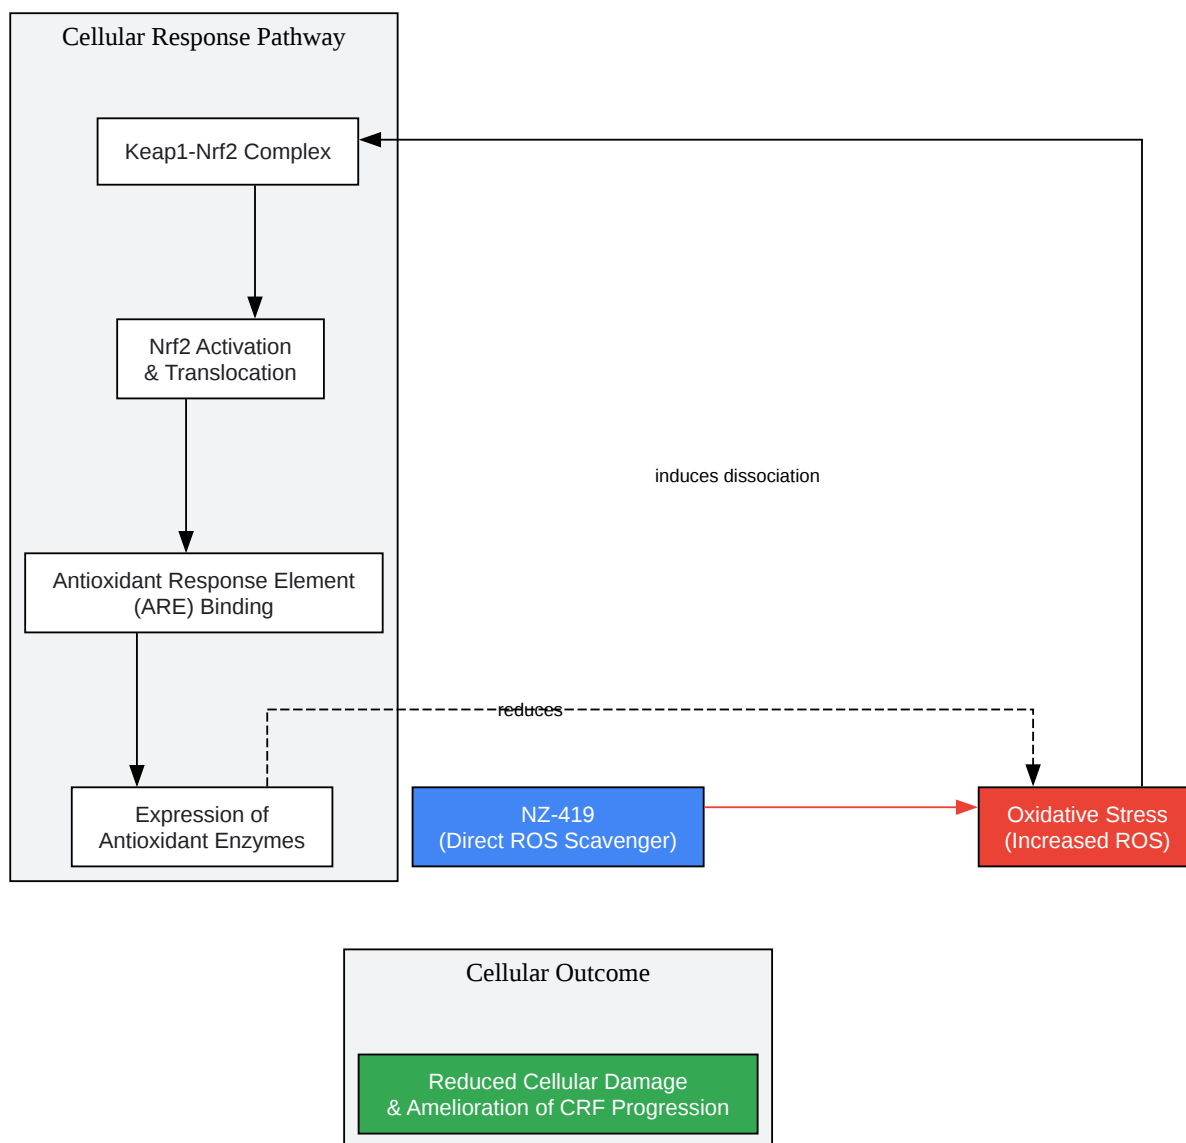 Cellular Response Pathway
Keap1-Nrf2 Complex
Nrf2 Activation
& Translocation
induces dissociation
Antioxidant Response Element
(ARE) Binding
reduces
Expression of
Antioxidant Enzymes
NZ-419
(Direct ROS Scavenger)
Oxidative Stress
(Increased ROS)
Cellular Outcome
Reduced Cellular Damage
& Amelioration of CRF Progression